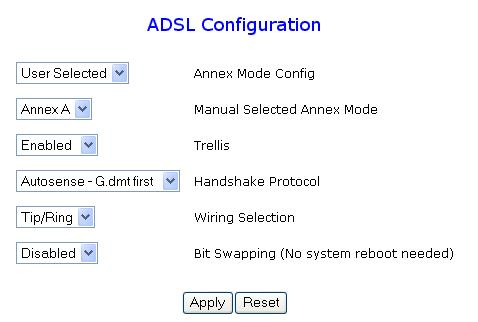 ADSL Configuration
User Selected Annex Mode Config
Annex A Manual Selected Annex Mode
Enabled Trellis
Autosense - G.dmt first Handshake Protocol
Tip/Ring Wiring Selection
Disabled Bit Swapping (No system reboot needed)
Apply Reset